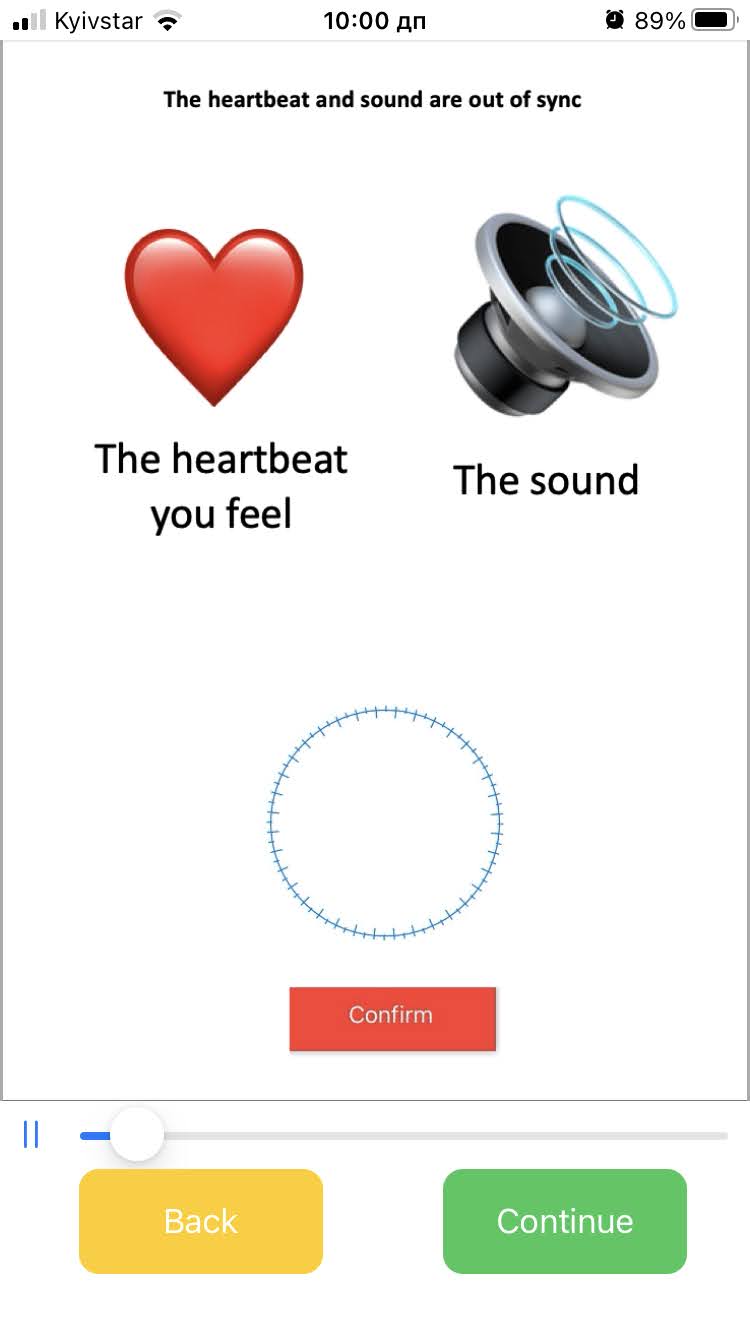 Kyivstar 10:00 дп 89%
The heartbeat and sound are out of sync
The heartbeat
you feel
The sound
Confirm
Back Continue